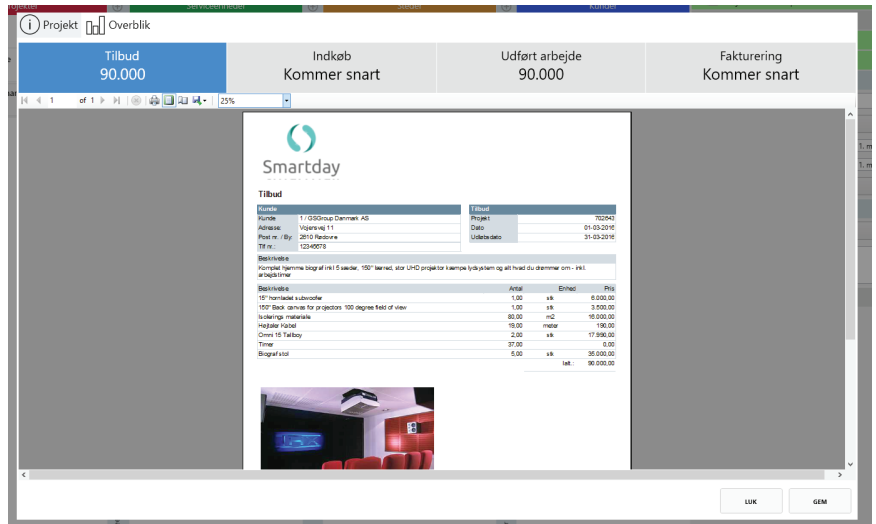 Serviceenheder
Steder
Kunder
Projekt
Overblik
Tilbud
90.000
Indkøb
Kommer snart
Udført arbejde
90.000
Fakturering
Kommer snart
1 of 1 25%
Smartday
Tilbud
Kunde
Kunde 1 / GSGroup Danmark AS
Adresse: Vojensvej 11
Post nr. / By: 2610 Rødovre
Tlf nr.: 12345678
Tilbud
Projekt 702643
Dato 01-03-2016
Udløbsdato 31-03-2016
Beskrivelse
Komplet hjemme biograf inkl 5 sæder, 150" lærred, stor UHD projektor kæmpe lydsystem og alt hvad du drømmer om - inkl.
arbejdstimer
Beskrivelse Antal Enhed Pris
15" hornladet subwoofer 1,00 stk 6.000,00
150" Back canvas for projectors 100 degree field of view 1,00 stk 3.500,00
Isolerings materiale 80,00 m2 16.000,00
Højtaler Kabel 19,00 meter 190,00
Omni 15 Tallboy 2,00 stk 17.990,00
Timer 37,00 0,00
Biograf stol 5,00 stk 35.000,00
Ialt.: 90.000,00
LUK
GEM